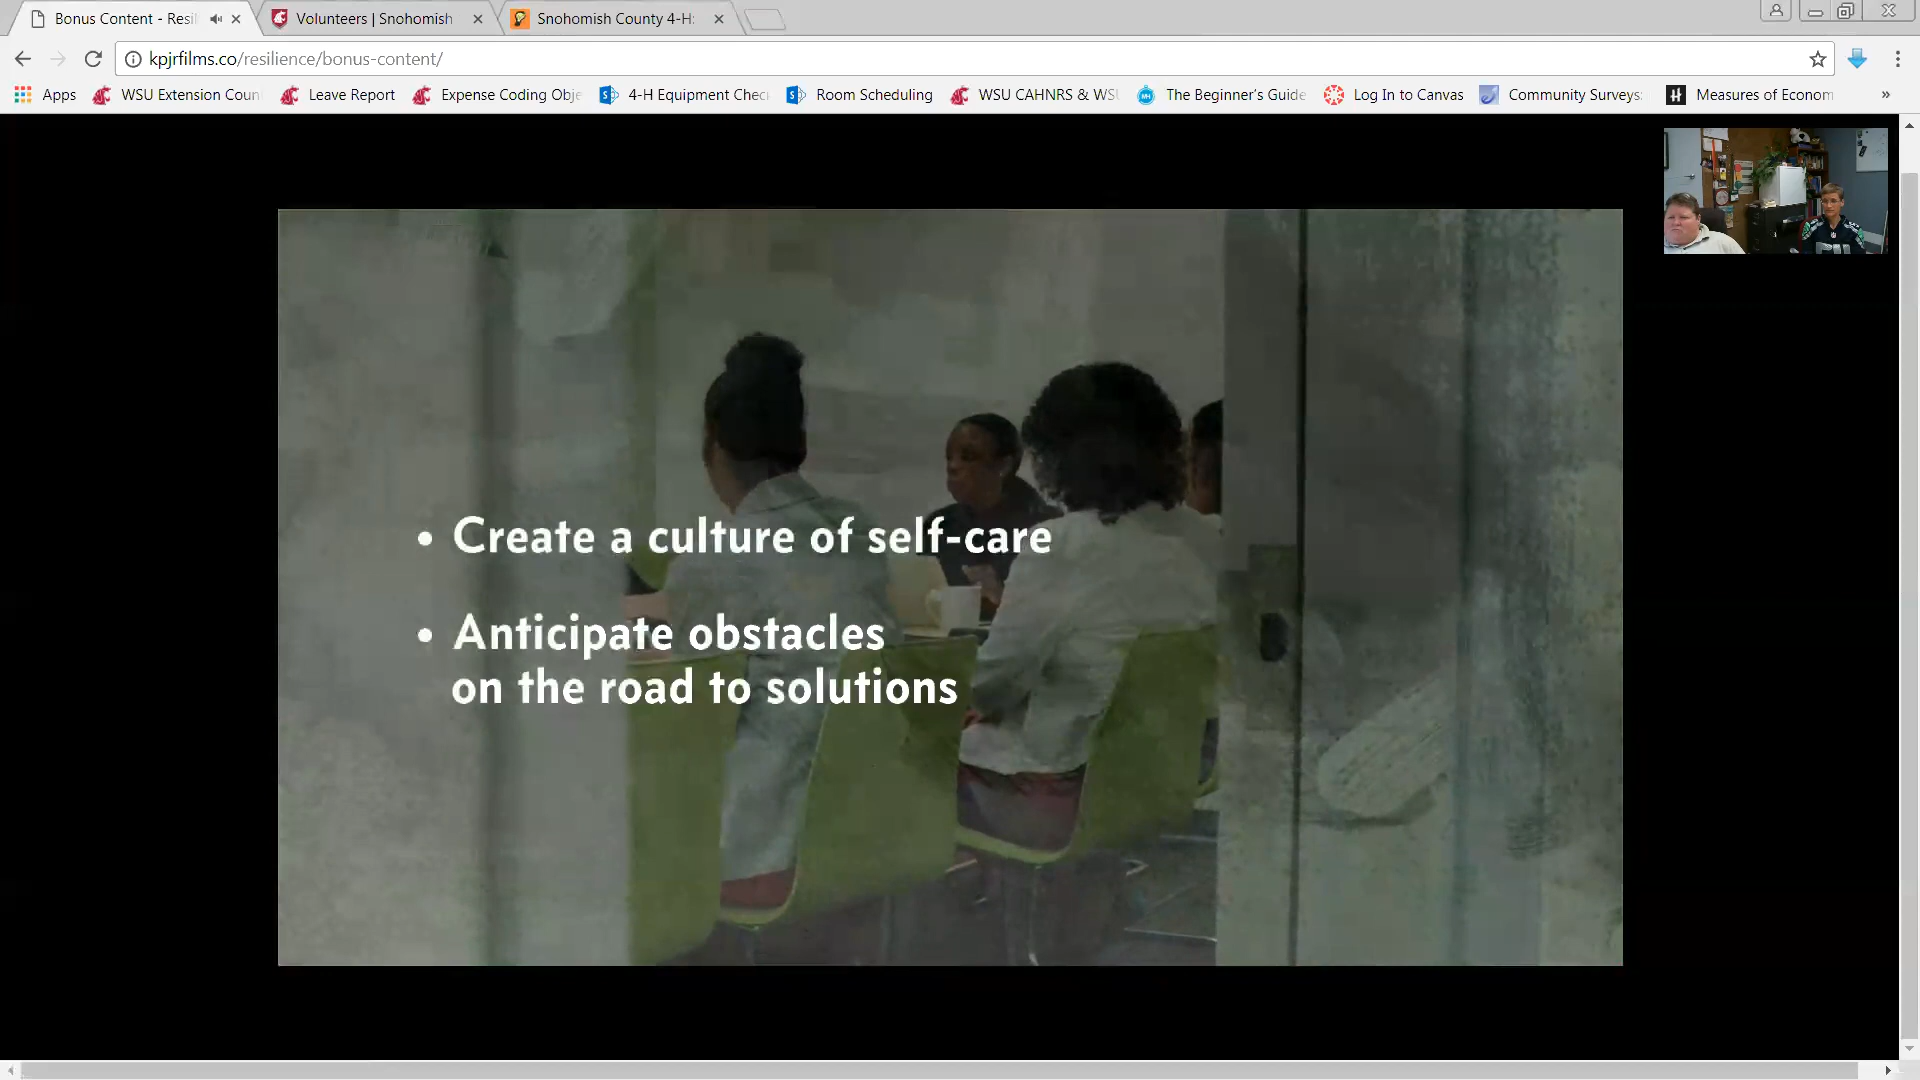 Bonus Content - Resil
Volunteers | Snohomish
Snohomish County 4-H:
kpjrfilms.co/resilience/bonus-content/
Apps
WSU Extension Coun
Leave Report
Expense Coding Obje
4-H Equipment Chec
Room Scheduling
WSU CAHNRS & WSU
The Beginner's Guide
Log In to Canvas
Community Surveys:
Measures of Econom
»
• Create a culture of self-care
• Anticipate obstacles
on the road to solutions